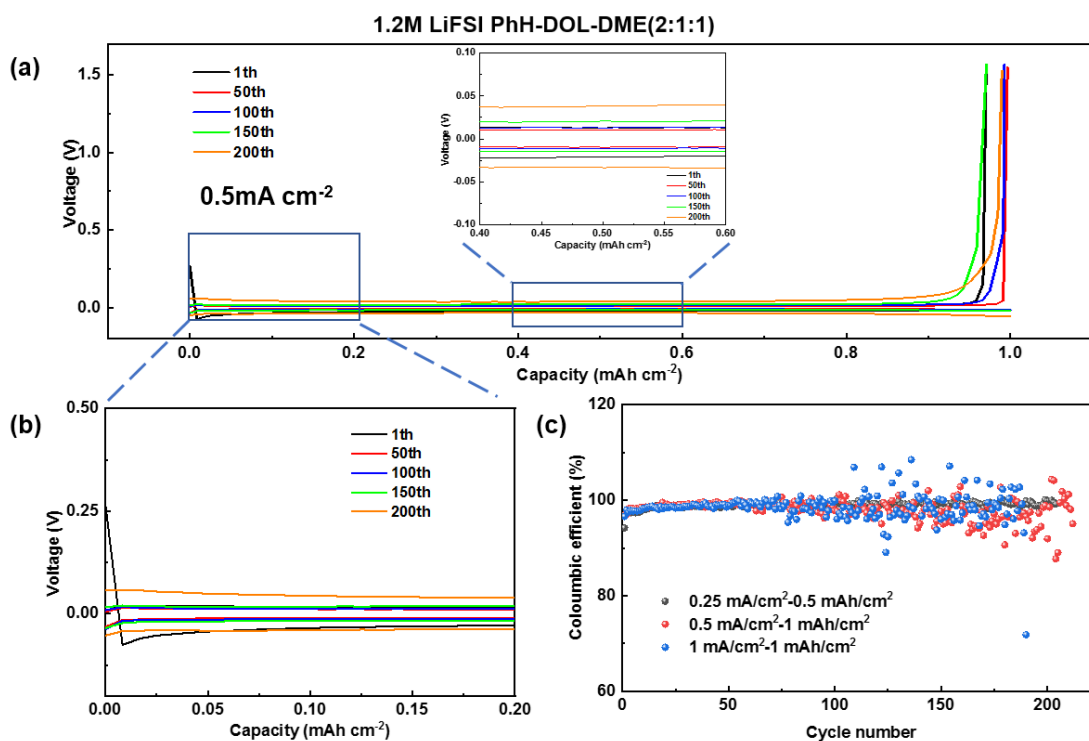 1.2M LiFSI PhH-DOL-DME(2:1:1)
(a)
1th
50th
100th
150th
200th
0.5mA cm-2
Voltage (V)
1.5
1.0
0.5
0.0
0.0
0.2
0.4
0.6
0.8
1.0
Capacity (mAh cm-2)
Voltage (V)
0.10
0.05
0.00
-0.05
-0.10
0.40
0.45
0.50
0.55
0.60
Capacity (mAh cm-2)
1th
50th
100th
150th
200th
(b)
1th
50th
100th
150th
200th
Voltage (V)
0.50
0.25
0.00
0.00
0.05
0.10
0.15
0.20
Capacity (mAh cm-2)
(c)
Coloumbic efficient (%)
120
100
80
60
0.25 mA/cm2-0.5 mAh/cm2
0.5 mA/cm2-1 mAh/cm2
1 mA/cm2-1 mAh/cm2
0
50
100
150
200
Cycle number